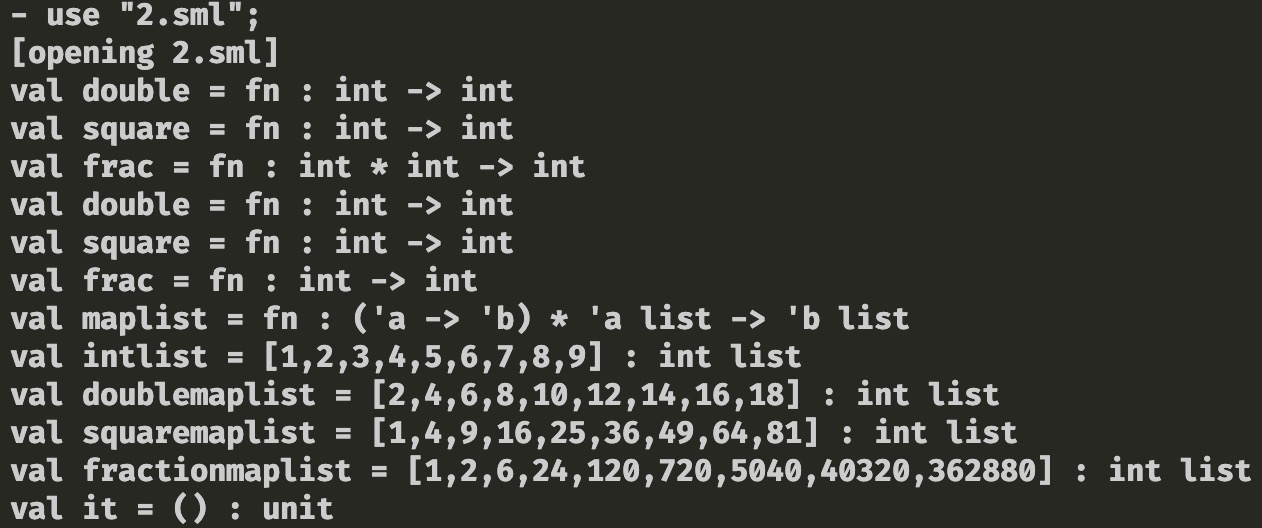 - use "2.sml";
[opening 2.sml]
val double = fn : int -> int
val square = fn : int -> int
val frac = fn : int * int -> int
val double = fn : int -> int
val square = fn : int -> int
val frac = fn : int -> int
val maplist = fn : ('a -> 'b) * 'a list -> 'b list
val intlist = [1,2,3,4,5,6,7,8,9] : int list
val doublemaplist = [2,4,6,8,10,12,14,16,18] : int list
val squaremaplist = [1,4,9,16,25,36,49,64,81] : int list
val fractionmaplist = [1,2,6,24,120,720,5040,40320,362880] : int list
val it = () : unit